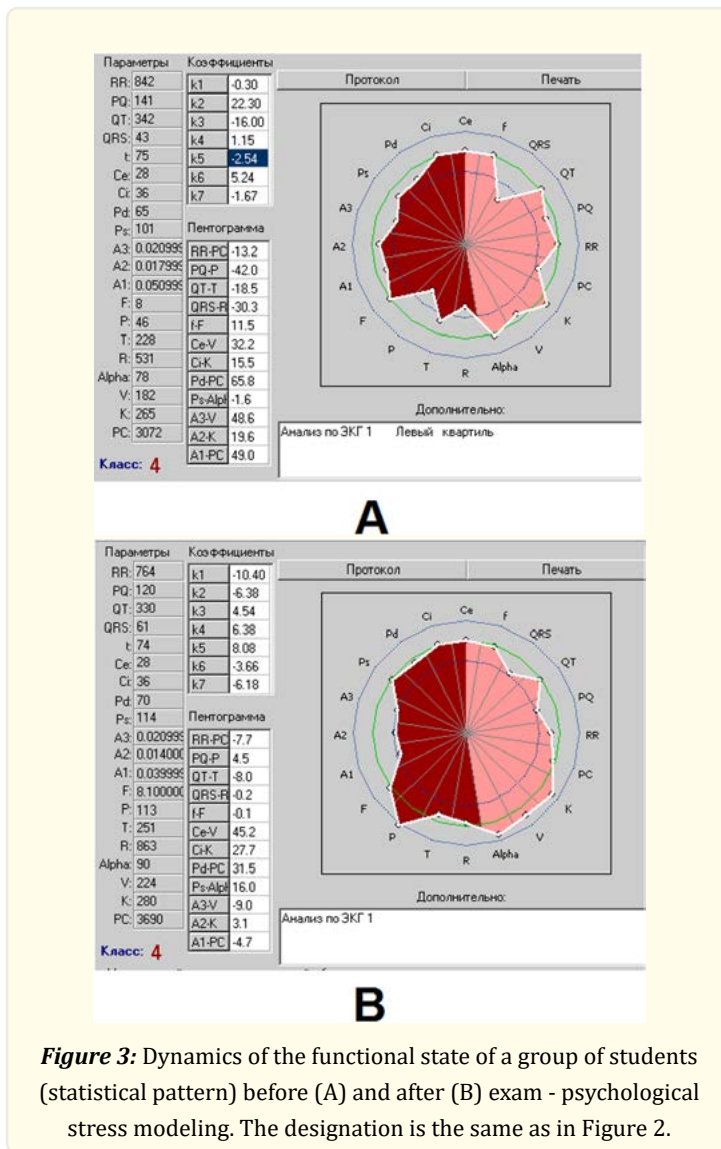 Параметры Коэффициенты
RR: 842 k1 -0.30 Протокол Печать
PQ: 141 k2 22.30
QT: 342 k3 -16.00
QRS: 43 k4 1.15
t: 75 k5 -2.54
Ce: 28 k6 5.24
Ci: 36 k7 -1.67
Pd: 65
Ps: 101 Пентограмма
A3: 0.020999 RR-PC -13.2
A2: 0.017999 PQ-P -42.0
A1: 0.050999 QT-T -18.5
F: 8 QRS-R -30.3
P: 46 f-F 11.5
T: 228 Ce-V 32.2
R: 531 Ci-K 15.5
Alpha: 78 Pd-PC 65.8
V: 182 Ps-Alph -1.6
K: 265 A3-V 48.6
PC: 3072 A2-K 19.6
A1-PC 49.0
Класс: 4
Ce f QRS QT PQ RR PC K V Alpha R T P F A1 A2 A3 Ps Pd Ci
Дополнительно:
Анализ по ЭКГ 1 Левый квартиль
A
Параметры Коэффициенты
RR: 764 k1 -10.40 Протокол Печать
PQ: 120 k2 -6.38
QT: 330 k3 4.54
QRS: 61 k4 6.38
t: 74 k5 8.08
Ce: 28 k6 -3.66
Ci: 36 k7 -6.18
Pd: 70
Ps: 114 Пентограмма
A3: 0.020999 RR-PC -7.7
A2: 0.014000 PQ-P 4.5
A1: 0.039999 QT-T -8.0
F: 8.100000 QRS-R -0.2
P: 113 f-F -0.1
T: 251 Ce-V 45.2
R: 863 Ci-K 27.7
Alpha: 90 Pd-PC 31.5
V: 224 Ps-Alph 16.0
K: 280 A3-V -9.0
PC: 3690 A2-K 3.1
A1-PC -4.7
Класс: 4
Ce f QRS QT PQ RR PC K V Alpha R T P F A1 A2 A3 Ps Pd Ci
Дополнительно:
Анализ по ЭКГ 1
B
Figure 3: Dynamics of the functional state of a group of students
(statistical pattern) before (A) and after (B) exam - psychological
stress modeling. The designation is the same as in Figure 2.